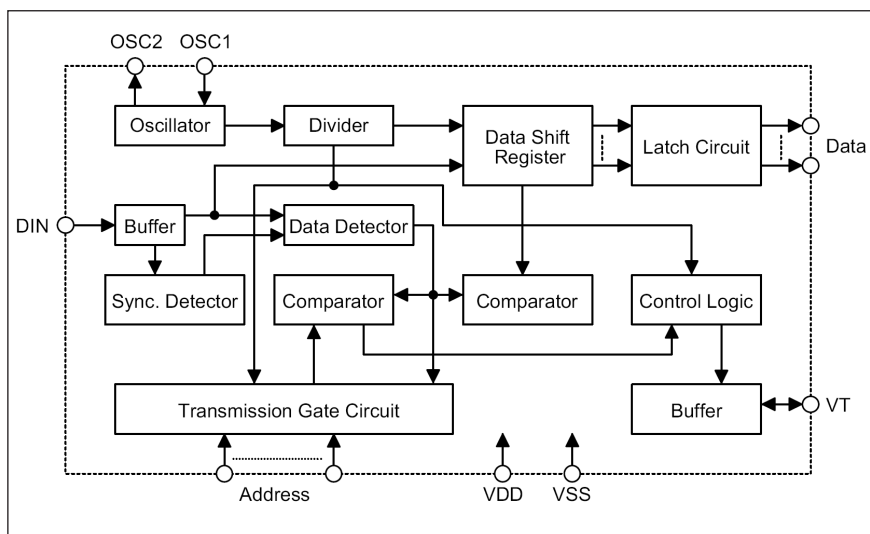 OSC2 OSC1
Oscillator
Divider
Data Shift
Register
Latch Circuit
Data
DIN
Buffer
Data Detector
Sync. Detector
Comparator
Comparator
Control Logic
Transmission Gate Circuit
Buffer
VT
Address
VDD
VSS